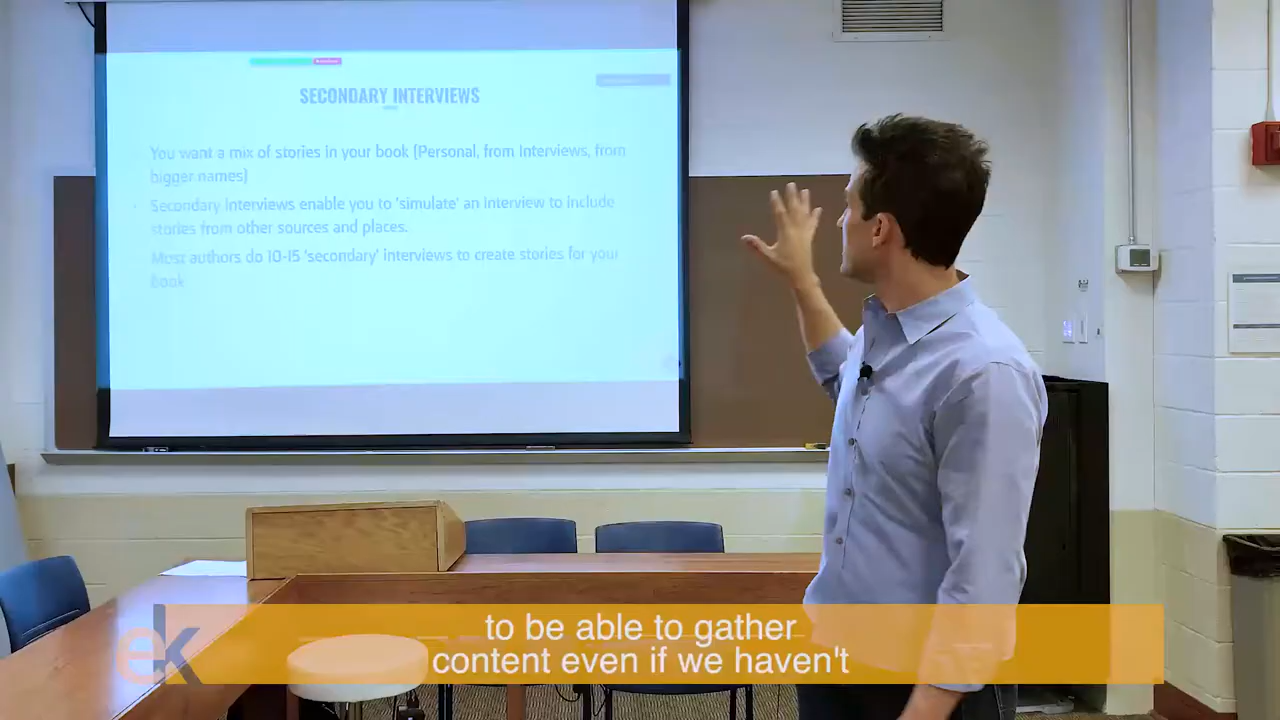 SECONDARY INTERVIEWS
You want a mix of stories in your book (Personal, from Interviews, from
bigger names)
Secondary Interviews enable you to 'simulate' an interview to include
stories from other sources and places.
Most authors do 10-15 'secondary' interviews to create stories for your
book
ek
to be able to gather
content even if we haven't